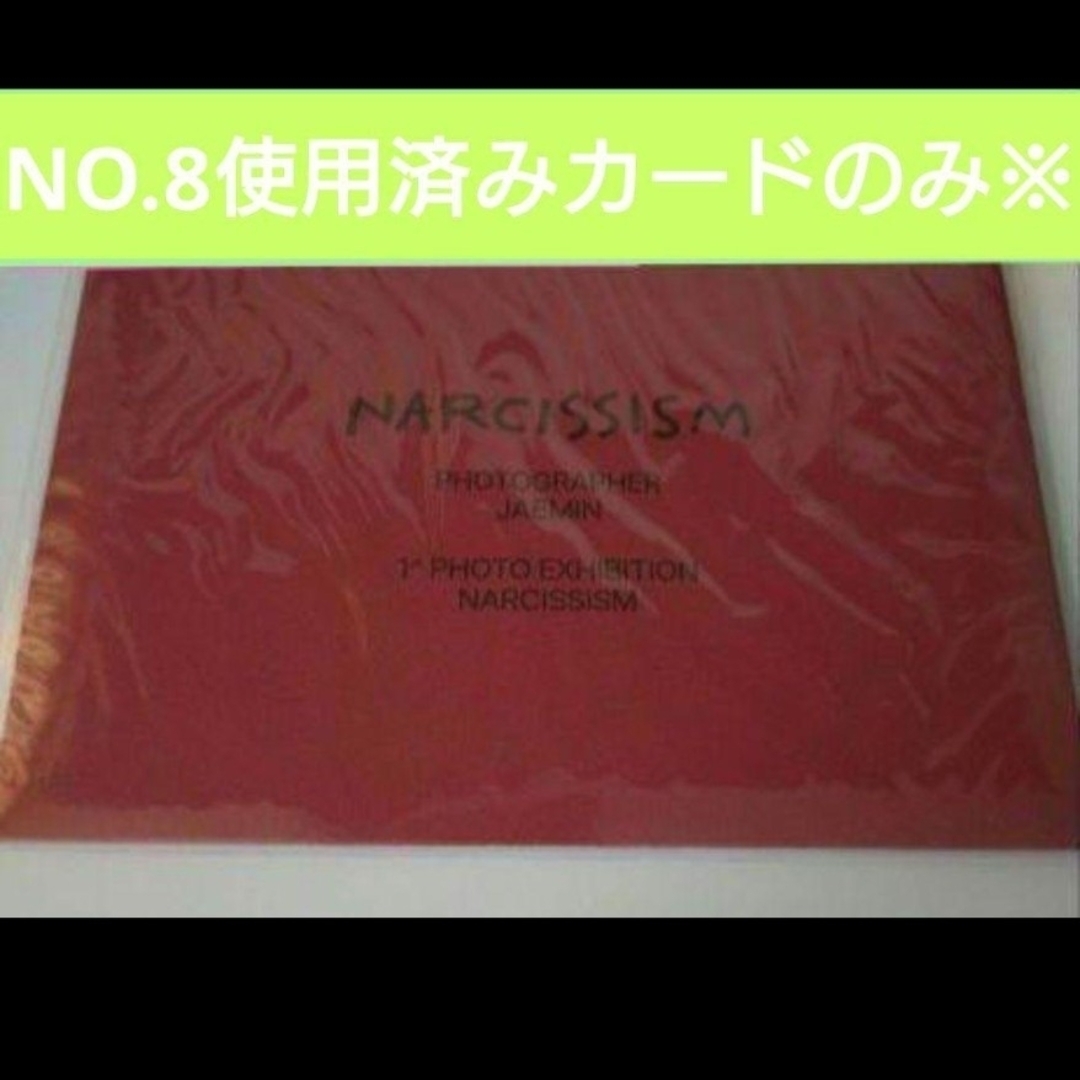 NO.8使用済みカードのみ※
NARCISSISM
PHOTOGRAPHER
JAEMIN
1st PHOTO EXHIBITION
NARCISSISM